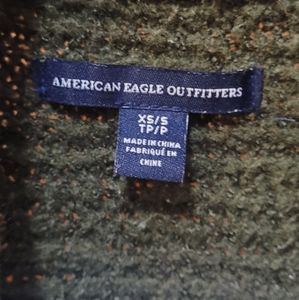 AMERICAN EAGLE OUTFITTERS
XS/S
TP/P
MADE IN CHINA
FABRIQUÉ EN
CHINE